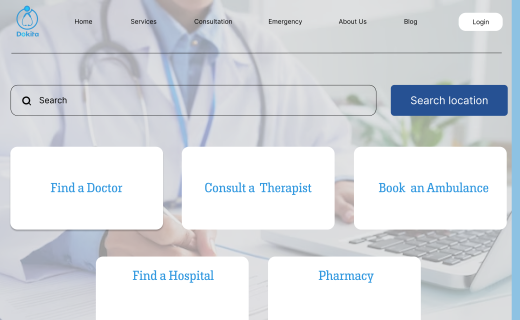 Home Services Consultation Emergency About Us Blog Login
Dokita
Search Search location
Find a Doctor Consult a Therapist Book an Ambulance
Find a Hospital Pharmacy